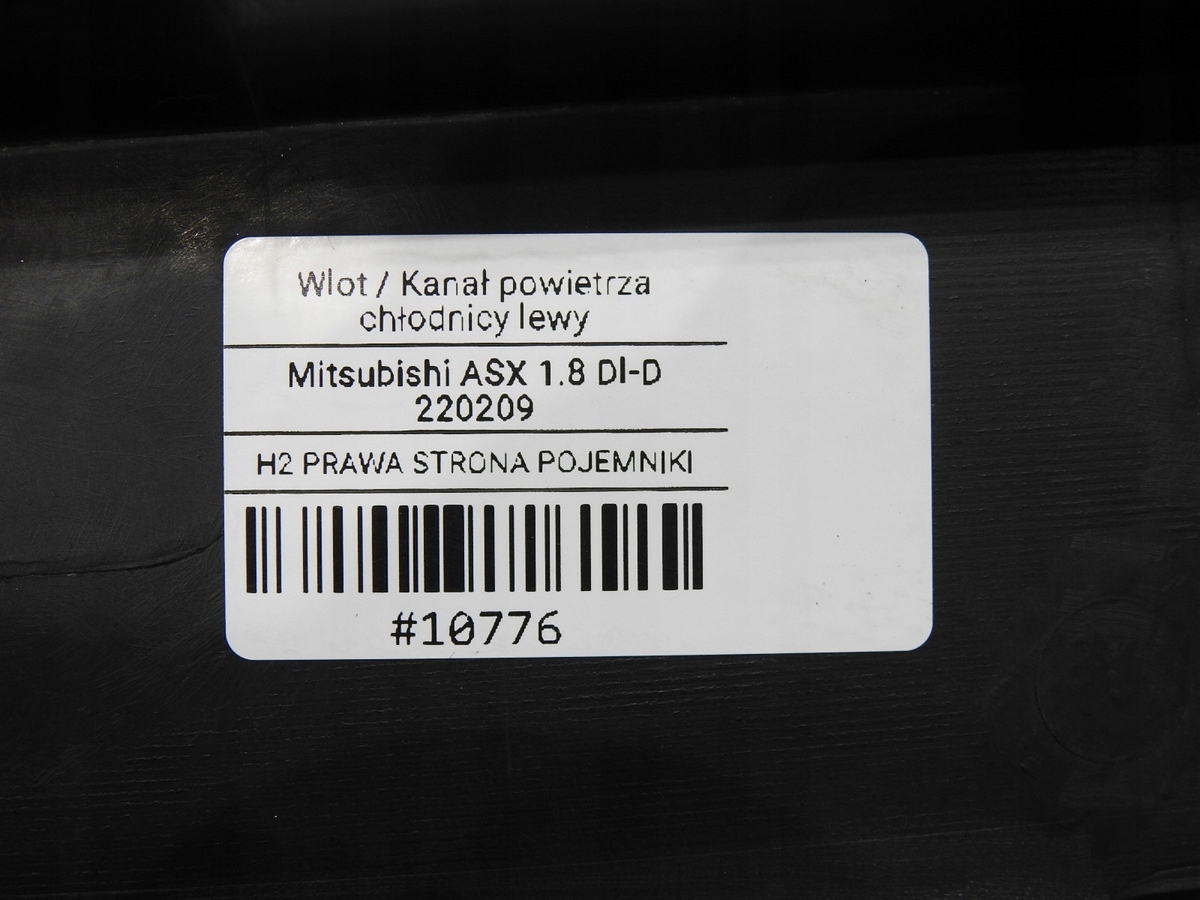 Wlot / Kanał powietrza
chłodnicy lewy
Mitsubishi ASX 1.8 DI-D
220209
H2 PRAWA STRONA POJEMNIKI
#10776